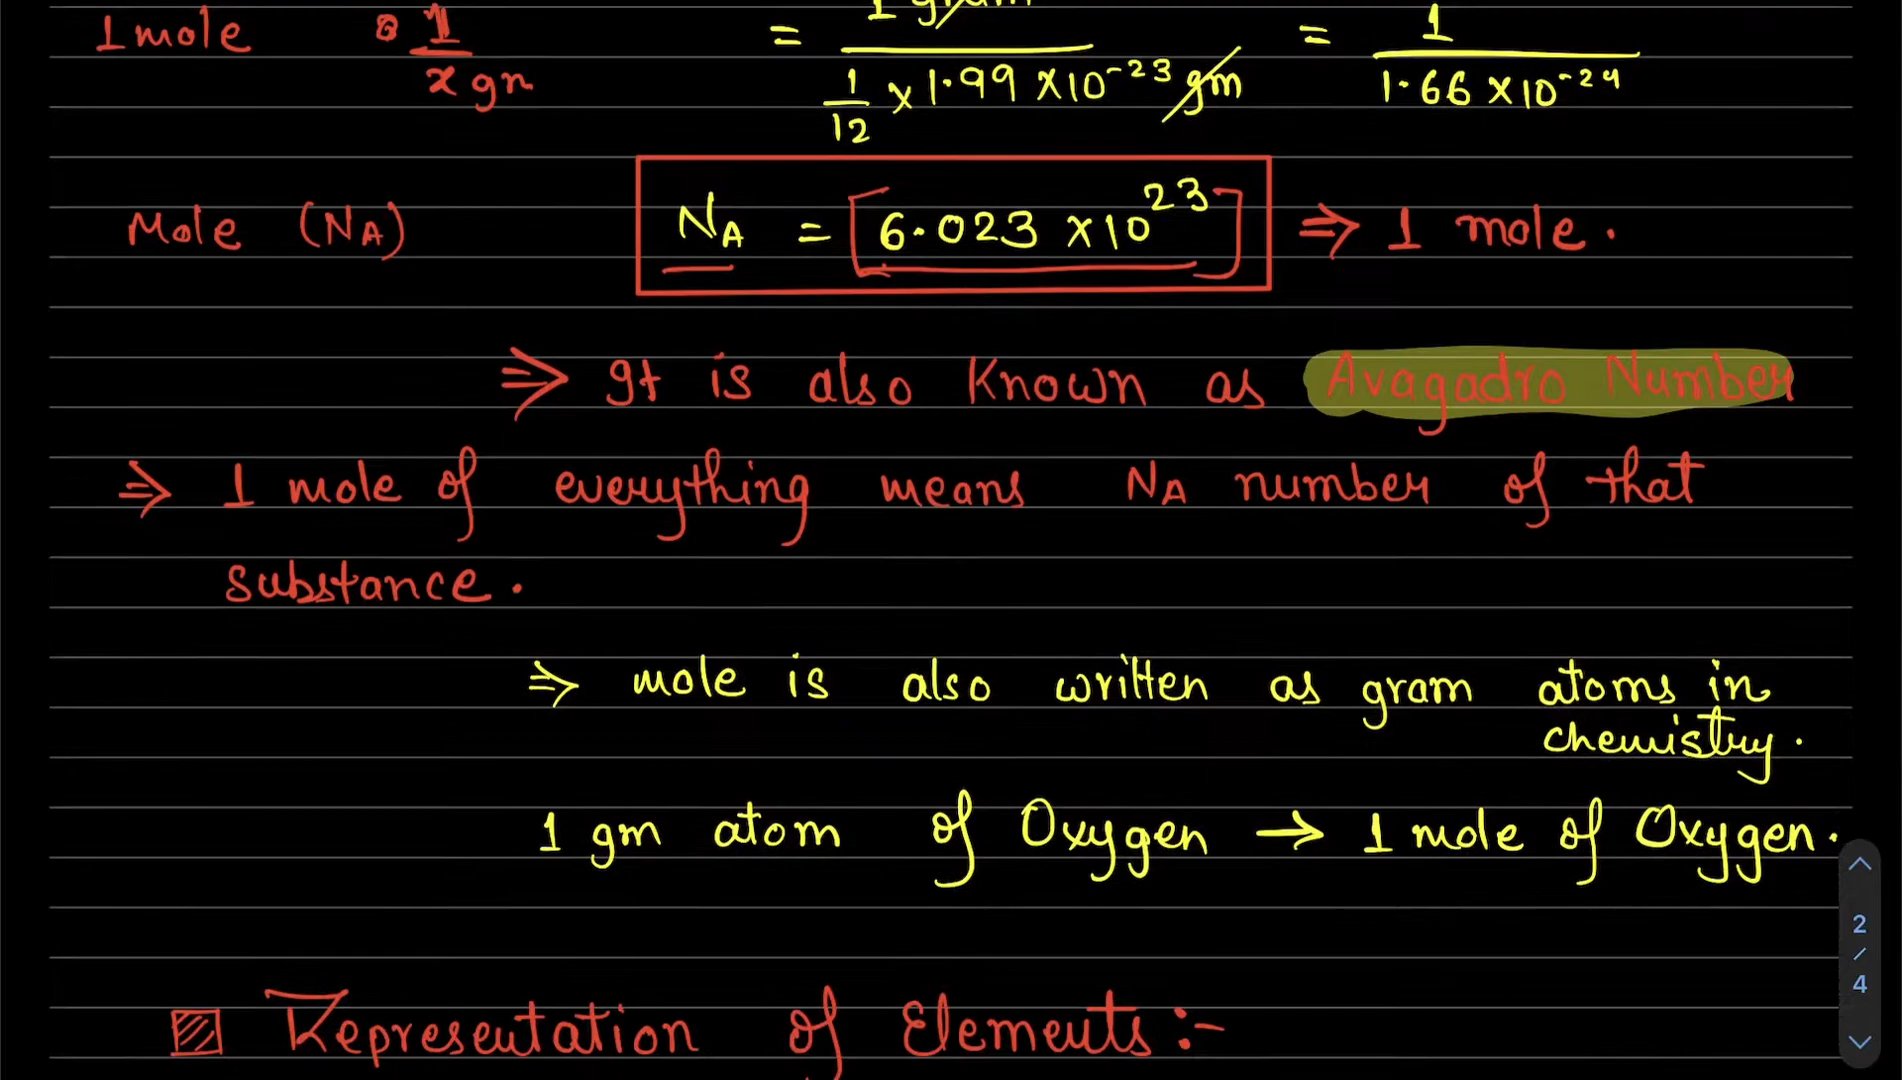 1 mole 1/x gm = 1 gram / (1/12 × 1.99 × 10⁻²³ gm) = 1 / (1.66 × 10⁻²⁴)
Mole (NA) NA = [6.023 × 10²³] ⇒ 1 mole.
⇒ It is also known as Avagadro Number
⇒ 1 mole of everything means NA number of that
substance.
⇒ mole is also written as gram atoms in
chemistry.
1 gm atom of Oxygen → 1 mole of Oxygen.
Representation of Elements:-
2
/
4